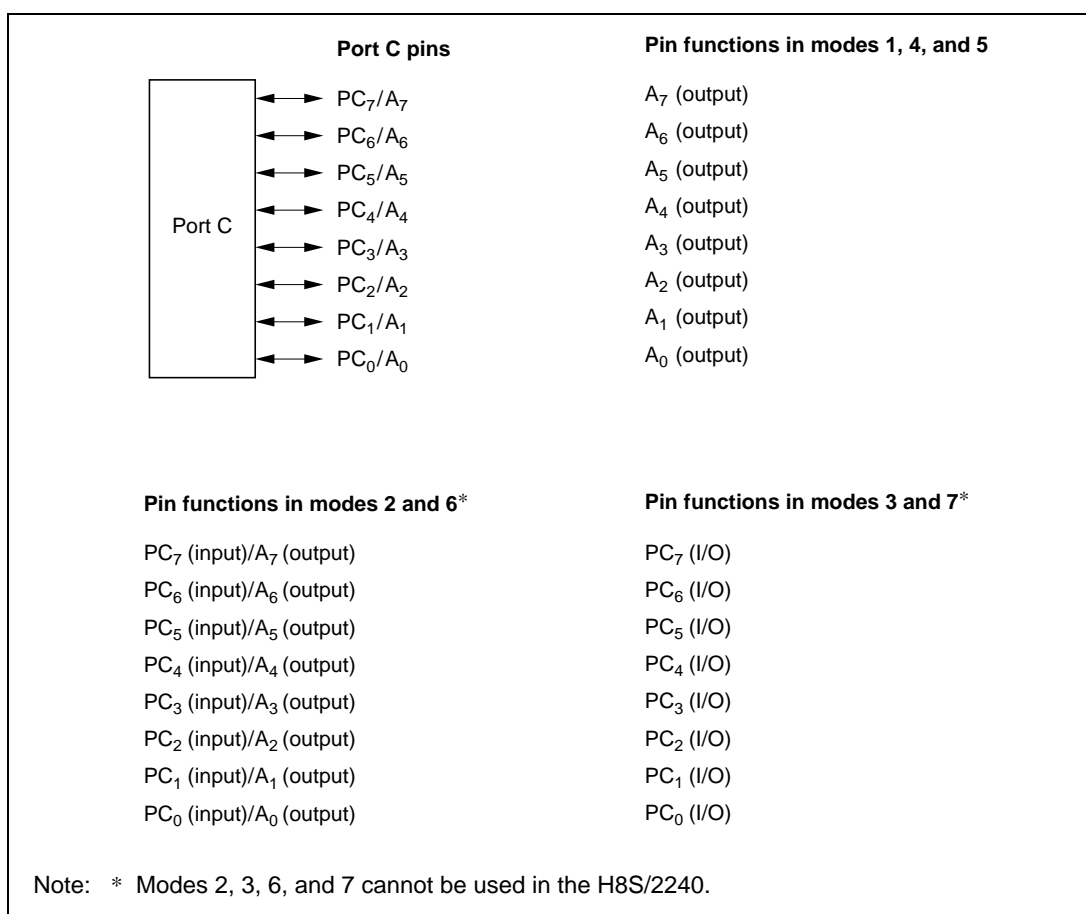 Port C pins
Pin functions in modes 1, 4, and 5
Port C
PC7/A7
A7 (output)
PC6/A6
A6 (output)
PC5/A5
A5 (output)
PC4/A4
A4 (output)
PC3/A3
A3 (output)
PC2/A2
A2 (output)
PC1/A1
A1 (output)
PC0/A0
A0 (output)
Pin functions in modes 2 and 6*
PC7 (input)/A7 (output)
PC6 (input)/A6 (output)
PC5 (input)/A5 (output)
PC4 (input)/A4 (output)
PC3 (input)/A3 (output)
PC2 (input)/A2 (output)
PC1 (input)/A1 (output)
PC0 (input)/A0 (output)
Pin functions in modes 3 and 7*
PC7 (I/O)
PC6 (I/O)
PC5 (I/O)
PC4 (I/O)
PC3 (I/O)
PC2 (I/O)
PC1 (I/O)
PC0 (I/O)
Note: * Modes 2, 3, 6, and 7 cannot be used in the H8S/2240.